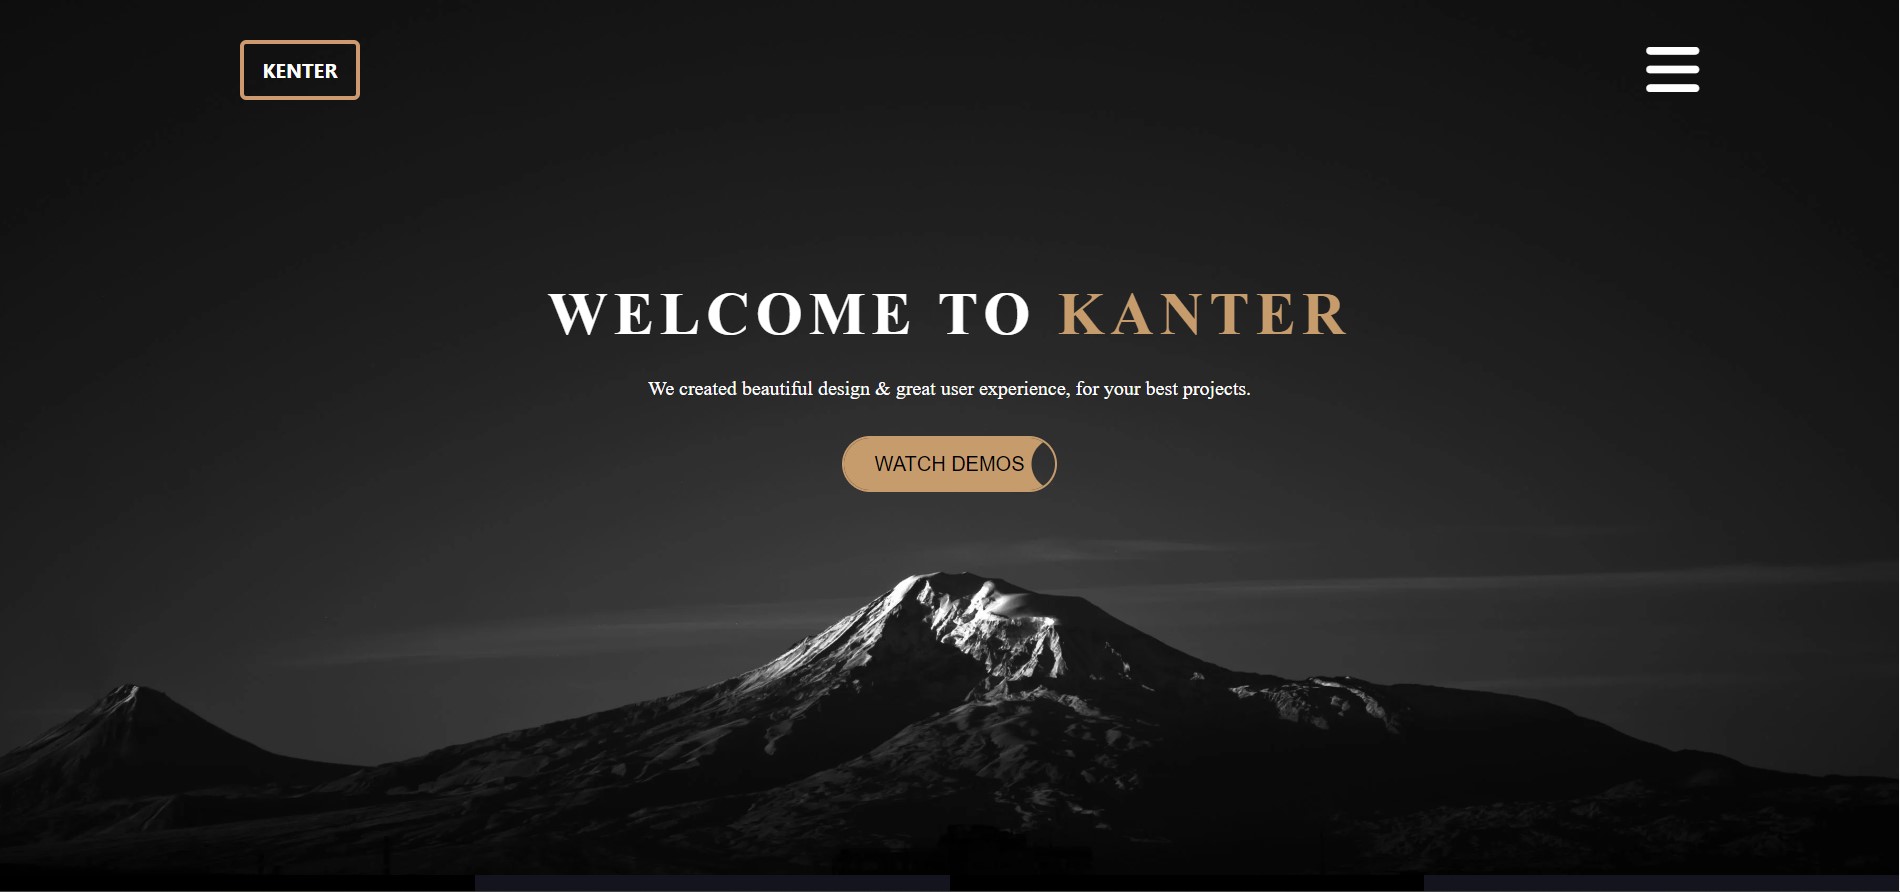 KENTER
WELCOME TO KANTER
We created beautiful design & great user experience, for your best projects.
WATCH DEMOS